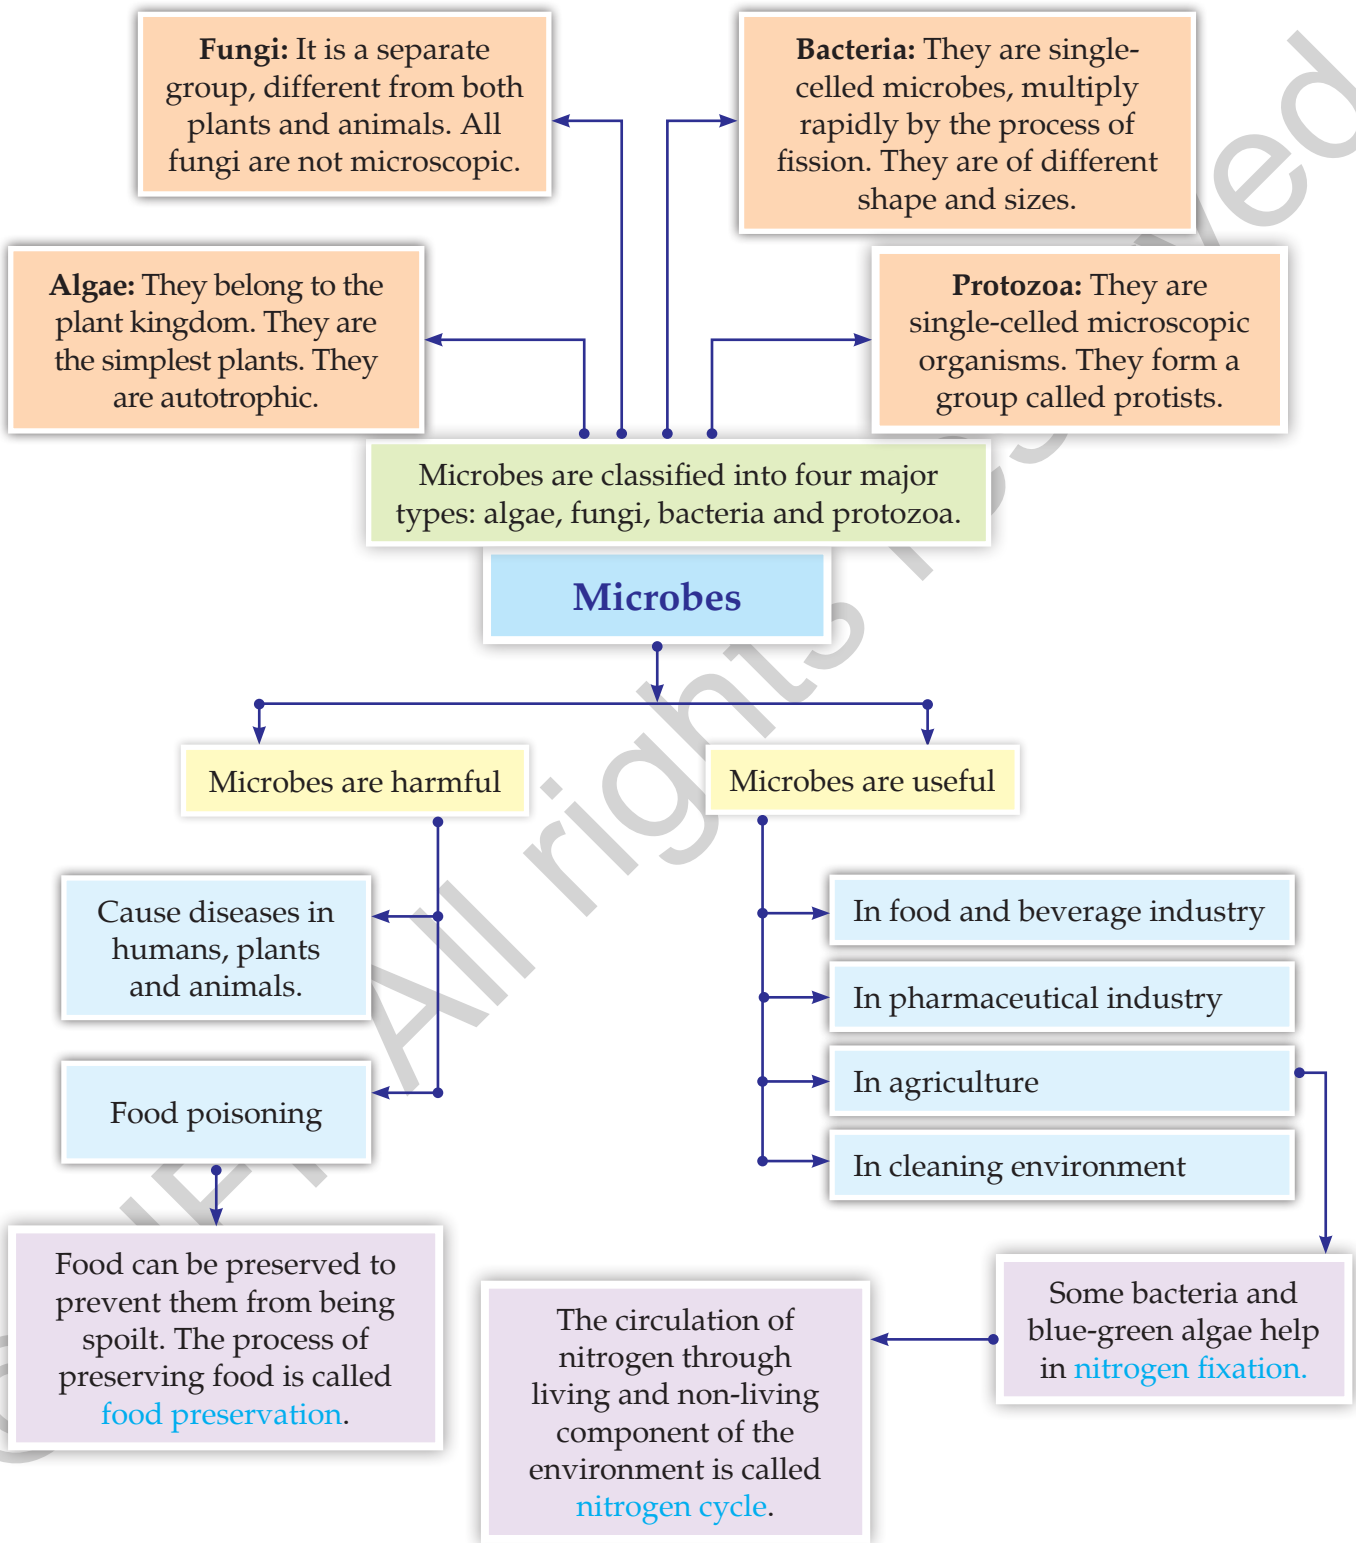 Fungi: It is a separate
group, different from both
plants and animals. All
fungi are not microscopic.
Bacteria: They are single-
celled microbes, multiply
rapidly by the process of
fission. They are of different
shape and sizes.
Algae: They belong to the
plant kingdom. They are
the simplest plants. They
are autotrophic.
Protozoa: They are
single-celled microscopic
organisms. They form a
group called protists.
Microbes are classified into four major
types: algae, fungi, bacteria and protozoa.
Microbes
Microbes are harmful
Microbes are useful
Cause diseases in
humans, plants
and animals.
Food poisoning
In food and beverage industry
In pharmaceutical industry
In agriculture
In cleaning environment
Food can be preserved to
prevent them from being
spoilt. The process of
preserving food is called
food preservation.
The circulation of
nitrogen through
living and non-living
component of the
environment is called
nitrogen cycle.
Some bacteria and
blue-green algae help
in nitrogen fixation.
All rights reserved